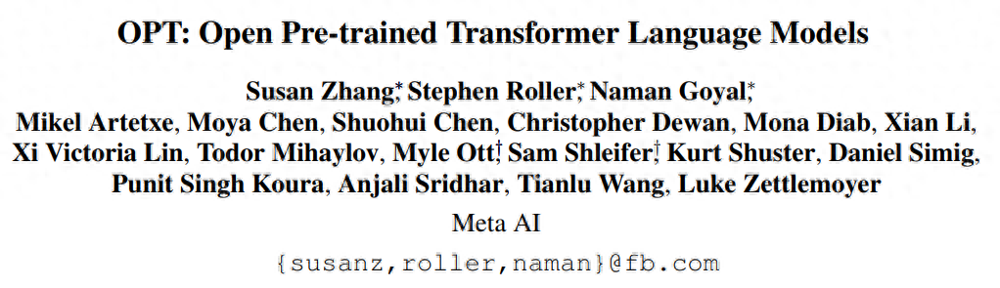 OPT: Open Pre-trained Transformer Language Models
Susan Zhang,* Stephen Roller,* Naman Goyal,*
Mikel Artetxe, Moya Chen, Shuohui Chen, Christopher Dewan, Mona Diab, Xian Li,
Xi Victoria Lin, Todor Mihaylov, Myle Ott,† Sam Shleifer,† Kurt Shuster, Daniel Simig,
Punit Singh Koura, Anjali Sridhar, Tianlu Wang, Luke Zettlemoyer
Meta AI
{susanz,roller,naman}@fb.com